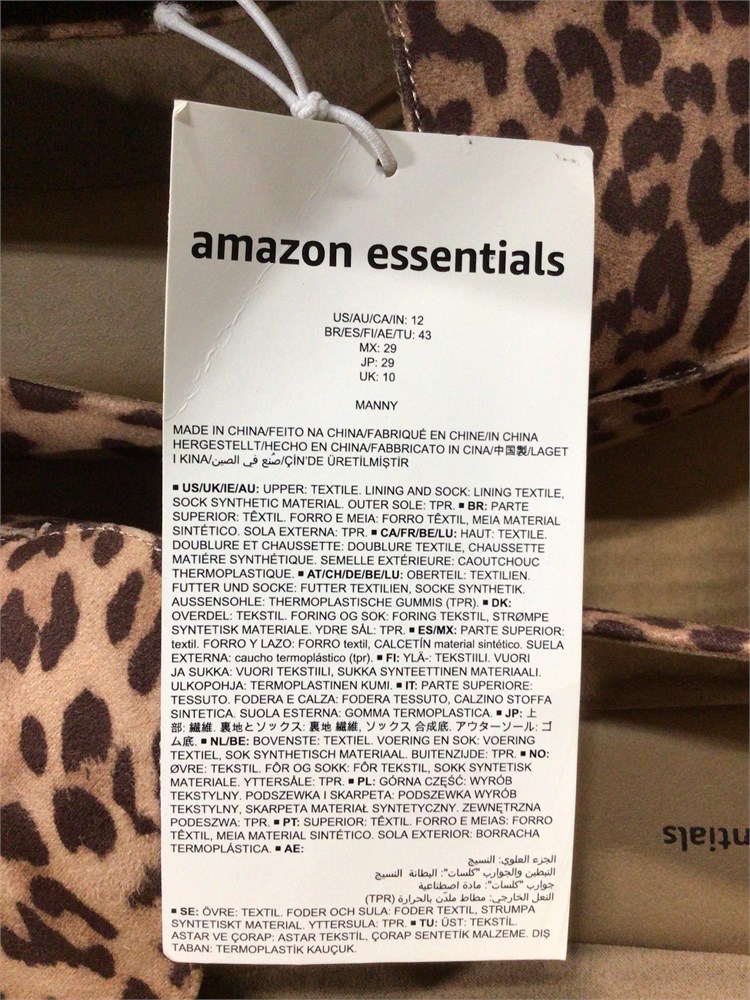 amazon essentials
US/AU/CA/IN: 12
BR/ES/FI/AE/TU: 43
MX: 29
JP: 29
UK: 10
MANNY
MADE IN CHINA/FEITO NA CHINA/FABRIQUÉ EN CHINE/IN CHINA
HERGESTELLT/HECHO EN CHINA/FABBRICATO IN CINA/中国製/LAGET
I KINA/صُنع في الصين/ÇİN'DE ÜRETİLMİŞTİR
▪ US/UK/IE/AU: UPPER: TEXTILE. LINING AND SOCK: LINING TEXTILE,
SOCK SYNTHETIC MATERIAL. OUTER SOLE: TPR. ▪ BR: PARTE
SUPERIOR: TÊXTIL. FORRO E MEIA: FORRO TÊXTIL, MEIA MATERIAL
SINTÉTICO. SOLA EXTERNA: TPR. ▪ CA/FR/BE/LU: HAUT: TEXTILE.
DOUBLURE ET CHAUSSETTE: DOUBLURE TEXTILE, CHAUSSETTE
MATIÉRE SYNTHÉTIQUE. SEMELLE EXTÉRIEURE: CAOUTCHOUC
THERMOPLASTIQUE. ▪ AT/CH/DE/BE/LU: OBERTEIL: TEXTILIEN.
FUTTER UND SOCKE: FUTTER TEXTILIEN, SOCKE SYNTHETIK.
AUSSENSOHLE: THERMOPLASTISCHE GUMMIS (TPR). ▪ DK:
OVERDEL: TEKSTIL. FORING OG SOK: FORING TEKSTIL, STRØMPE
SYNTETISK MATERIALE. YDRE SÅL: TPR. ▪ ES/MX: PARTE SUPERIOR:
textil. FORRO Y LAZO: FORRO textil, CALCETÍN material sintético. SUELA
EXTERNA: caucho termoplástico (tpr). ▪ FI: YLÄ-: TEKSTIILI. VUORI
JA SUKKA: VUORI TEKSTIILI, SUKKA SYNTEETTINEN MATERIAALI.
ULKOPOHJA: TERMOPLASTINEN KUMI. ▪ IT: PARTE SUPERIORE:
TESSUTO. FODERA E CALZA: FODERA TESSUTO, CALZINO STOFFA
SINTETICA. SUOLA ESTERNA: GOMMA TERMOPLASTICA. ▪ JP: 上
部: 繊維. 裏地とソックス: 裏地 繊維, ソックス 合成底. アウターソール: ゴ
ム底. ▪ NL/BE: BOVENSTE: TEXTIEL. VOERING EN SOK: VOERING
TEXTIEL, SOK SYNTHETISCH MATERIAAL. BUITENZIJDE: TPR. ▪ NO:
ØVRE: TEKSTIL. FÔR OG SOKK: FÔR TEKSTIL, SOKK SYNTETISK
MATERIALE. YTTERSÅLE: TPR. ▪ PL: GÓRNA CZĘŚĆ: WYRÓB
TEKSTYLNY. PODSZEWKA I SKARPETA: PODSZEWKA WYRÓB
TEKSTYLNY, SKARPETA MATERIAŁ SYNTETYCZNY. ZEWNĘTRZNA
PODESZWA: TPR. ▪ PT: SUPERIOR: TÊXTIL. FORRO E MEIAS: FORRO
TÊXTIL, MEIA MATERIAL SINTÉTICO. SOLA EXTERIOR: BORRACHA
TERMOPLÁSTICA. ▪ AE:
الجزء العلوي: النسيج
التبطين والجوارب "كلسات": البطانة النسيج
جوارب "كلسات": مادة اصطناعية
النعل الخارجي: مطاط ملدّن بالحرارة (TPR)
▪ SE: ÖVRE: TEXTIL. FODER OCH SULA: FODER TEXTIL, STRUMPA
SYNTETISKT MATERIAL. YTTERSULA: TPR. ▪ TU: ÜST: TEKSTİL.
ASTAR VE ÇORAP: ASTAR TEKSTİL, ÇORAP SENTETİK MALZEME. DIŞ
TABAN: TERMOPLASTİK KAUÇUK.
ntials